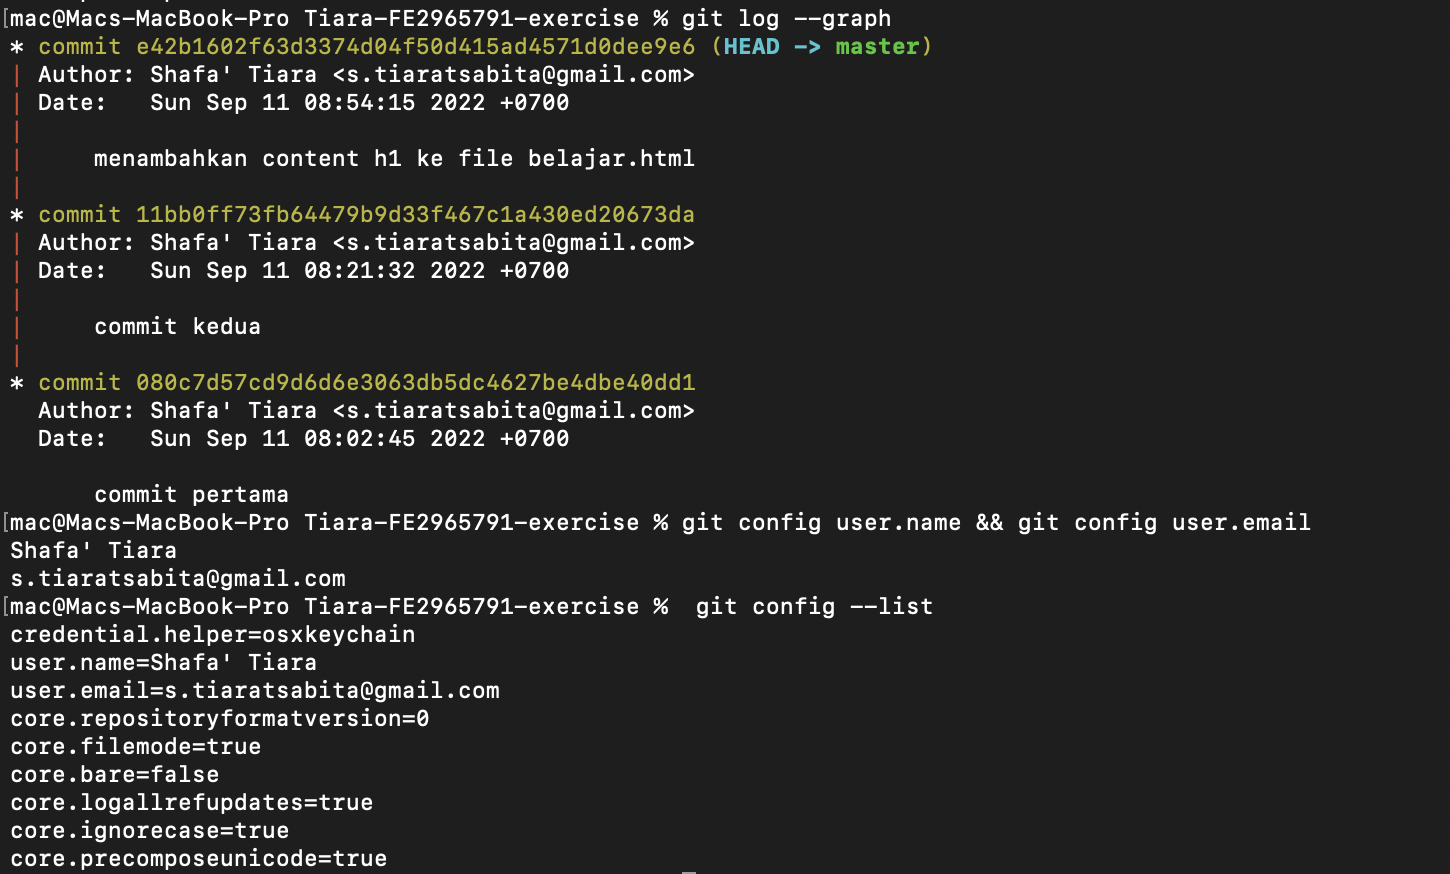 [mac@Macs-MacBook-Pro Tiara-FE2965791-exercise % git log --graph
* commit e42b1602f63d3374d04f50d415ad4571d0dee9e6 (HEAD -> master)
| Author: Shafa' Tiara <s.tiaratsabita@gmail.com>
| Date:   Sun Sep 11 08:54:15 2022 +0700
|
|     menambahkan content h1 ke file belajar.html
|
* commit 11bb0ff73fb64479b9d33f467c1a430ed20673da
| Author: Shafa' Tiara <s.tiaratsabita@gmail.com>
| Date:   Sun Sep 11 08:21:32 2022 +0700
|
|     commit kedua
|
* commit 080c7d57cd9d6d6e3063db5dc4627be4dbe40dd1
  Author: Shafa' Tiara <s.tiaratsabita@gmail.com>
  Date:   Sun Sep 11 08:02:45 2022 +0700

      commit pertama
[mac@Macs-MacBook-Pro Tiara-FE2965791-exercise % git config user.name && git config user.email
Shafa' Tiara
s.tiaratsabita@gmail.com
[mac@Macs-MacBook-Pro Tiara-FE2965791-exercise %  git config --list
credential.helper=osxkeychain
user.name=Shafa' Tiara
user.email=s.tiaratsabita@gmail.com
core.repositoryformatversion=0
core.filemode=true
core.bare=false
core.logallrefupdates=true
core.ignorecase=true
core.precomposeunicode=true